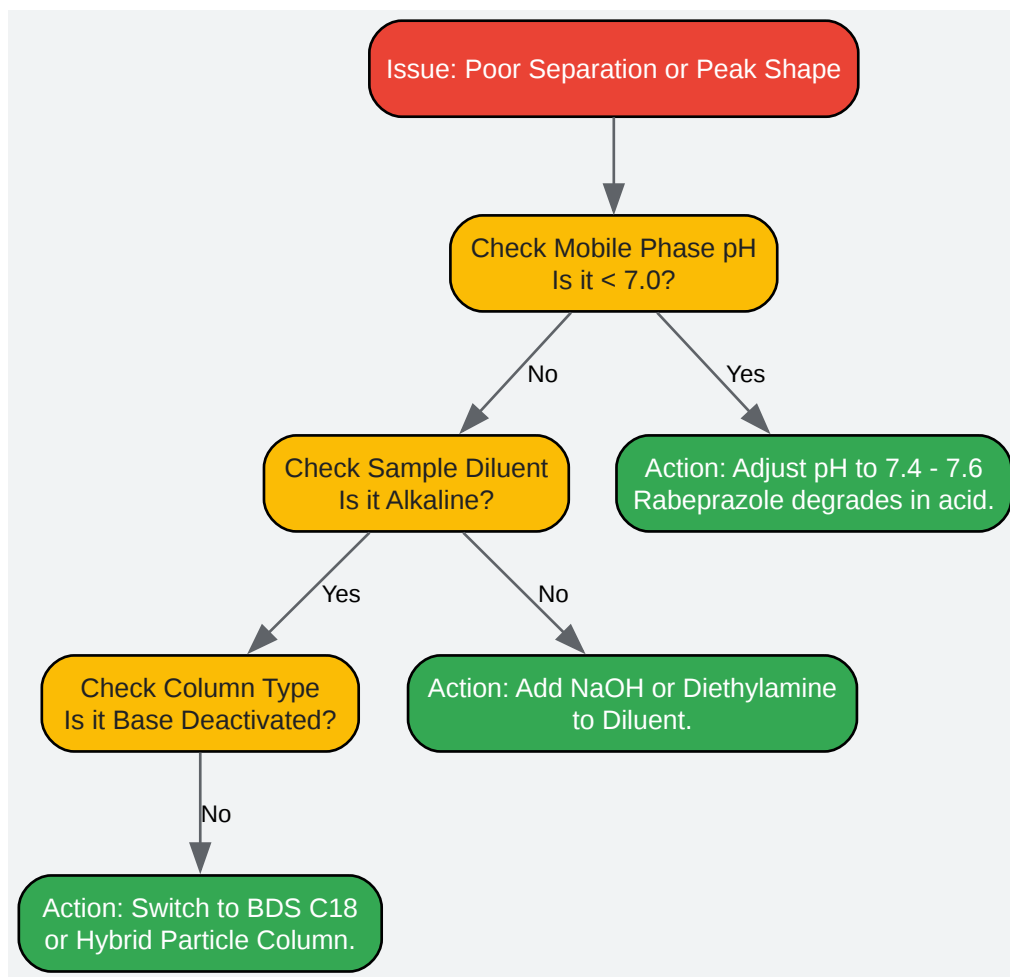 Issue: Poor Separation or Peak Shape
Check Mobile Phase pH
Is it < 7.0?
No
Yes
Check Sample Diluent
Is it Alkaline?
Action: Adjust pH to 7.4 - 7.6
Rabeprazole degrades in acid.
Yes
No
Check Column Type
Is it Base Deactivated?
Action: Add NaOH or Diethylamine
to Diluent.
No
Action: Switch to BDS C18
or Hybrid Particle Column.